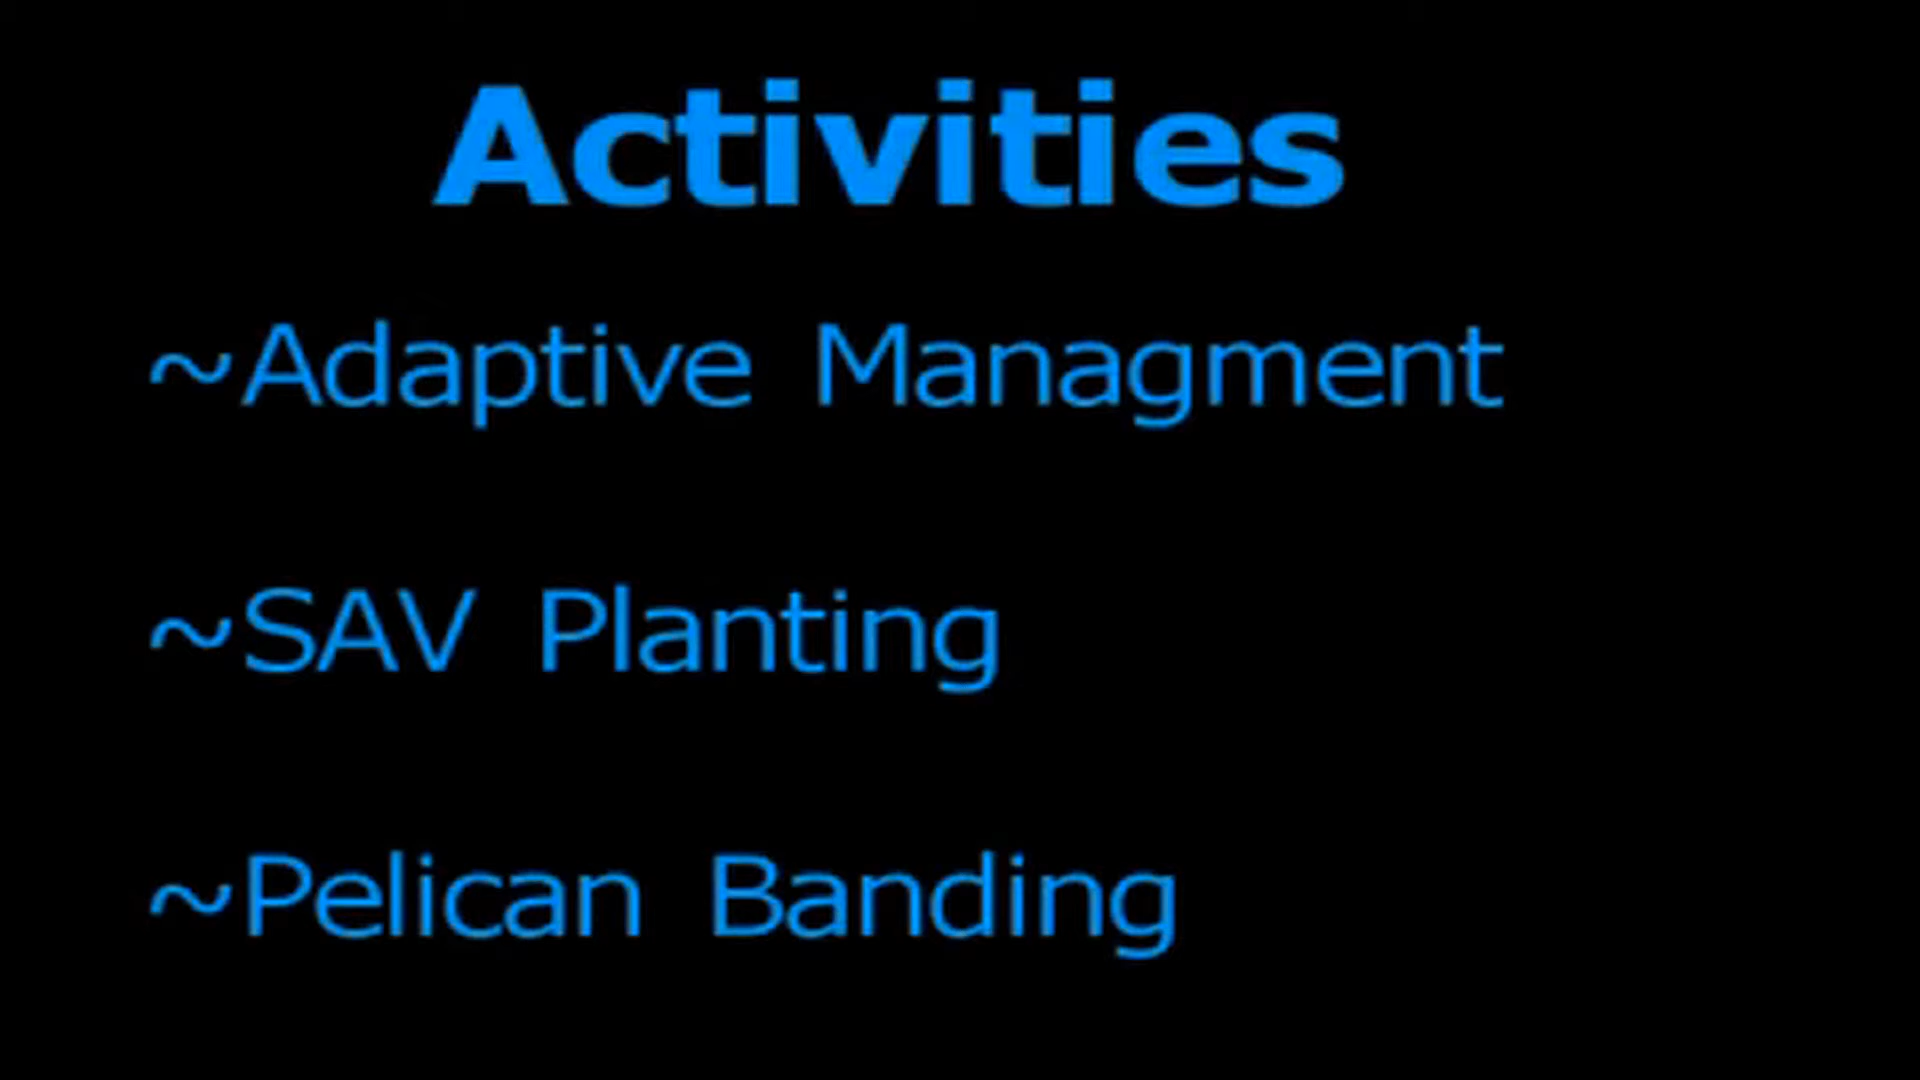 Activities
~Adaptive Managment
~SAV Planting
~Pelican Banding